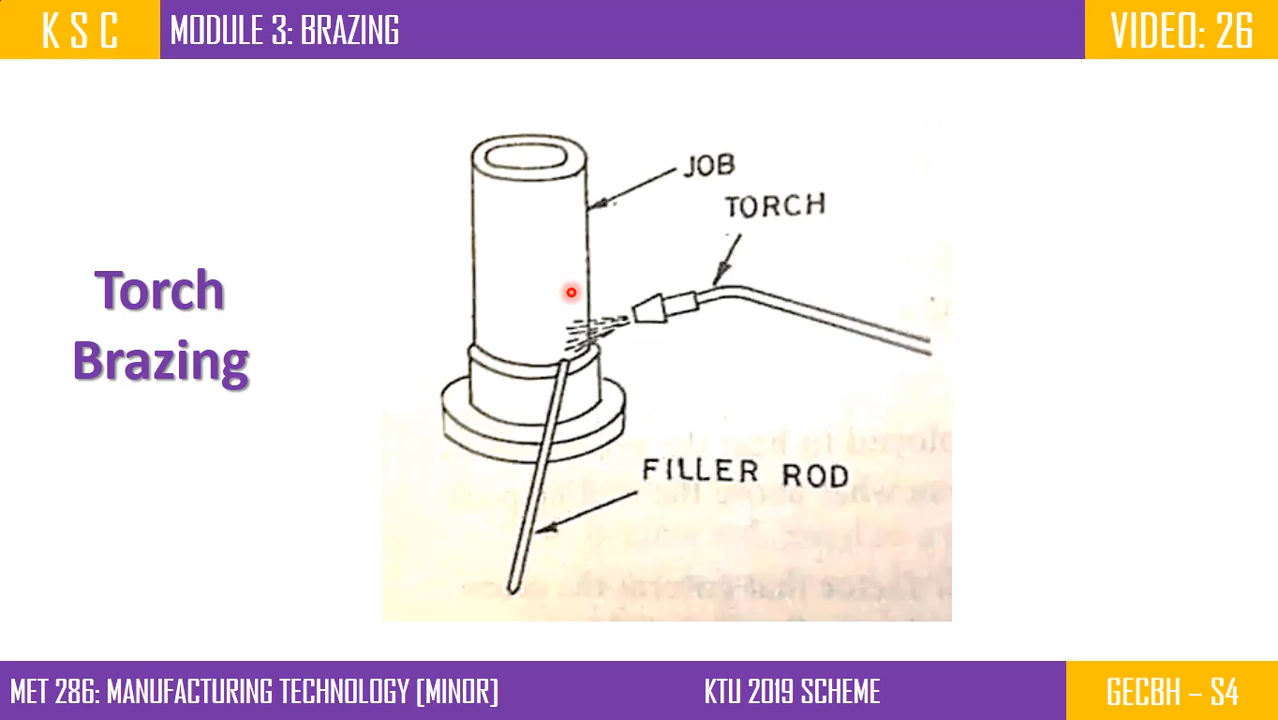 K S C
MODULE 3: BRAZING
VIDEO: 26
JOB
TORCH
Torch
Brazing
FILLER ROD
MET 286: MANUFACTURING TECHNOLOGY (MINOR)
KTU 2019 SCHEME
GECBH – S4